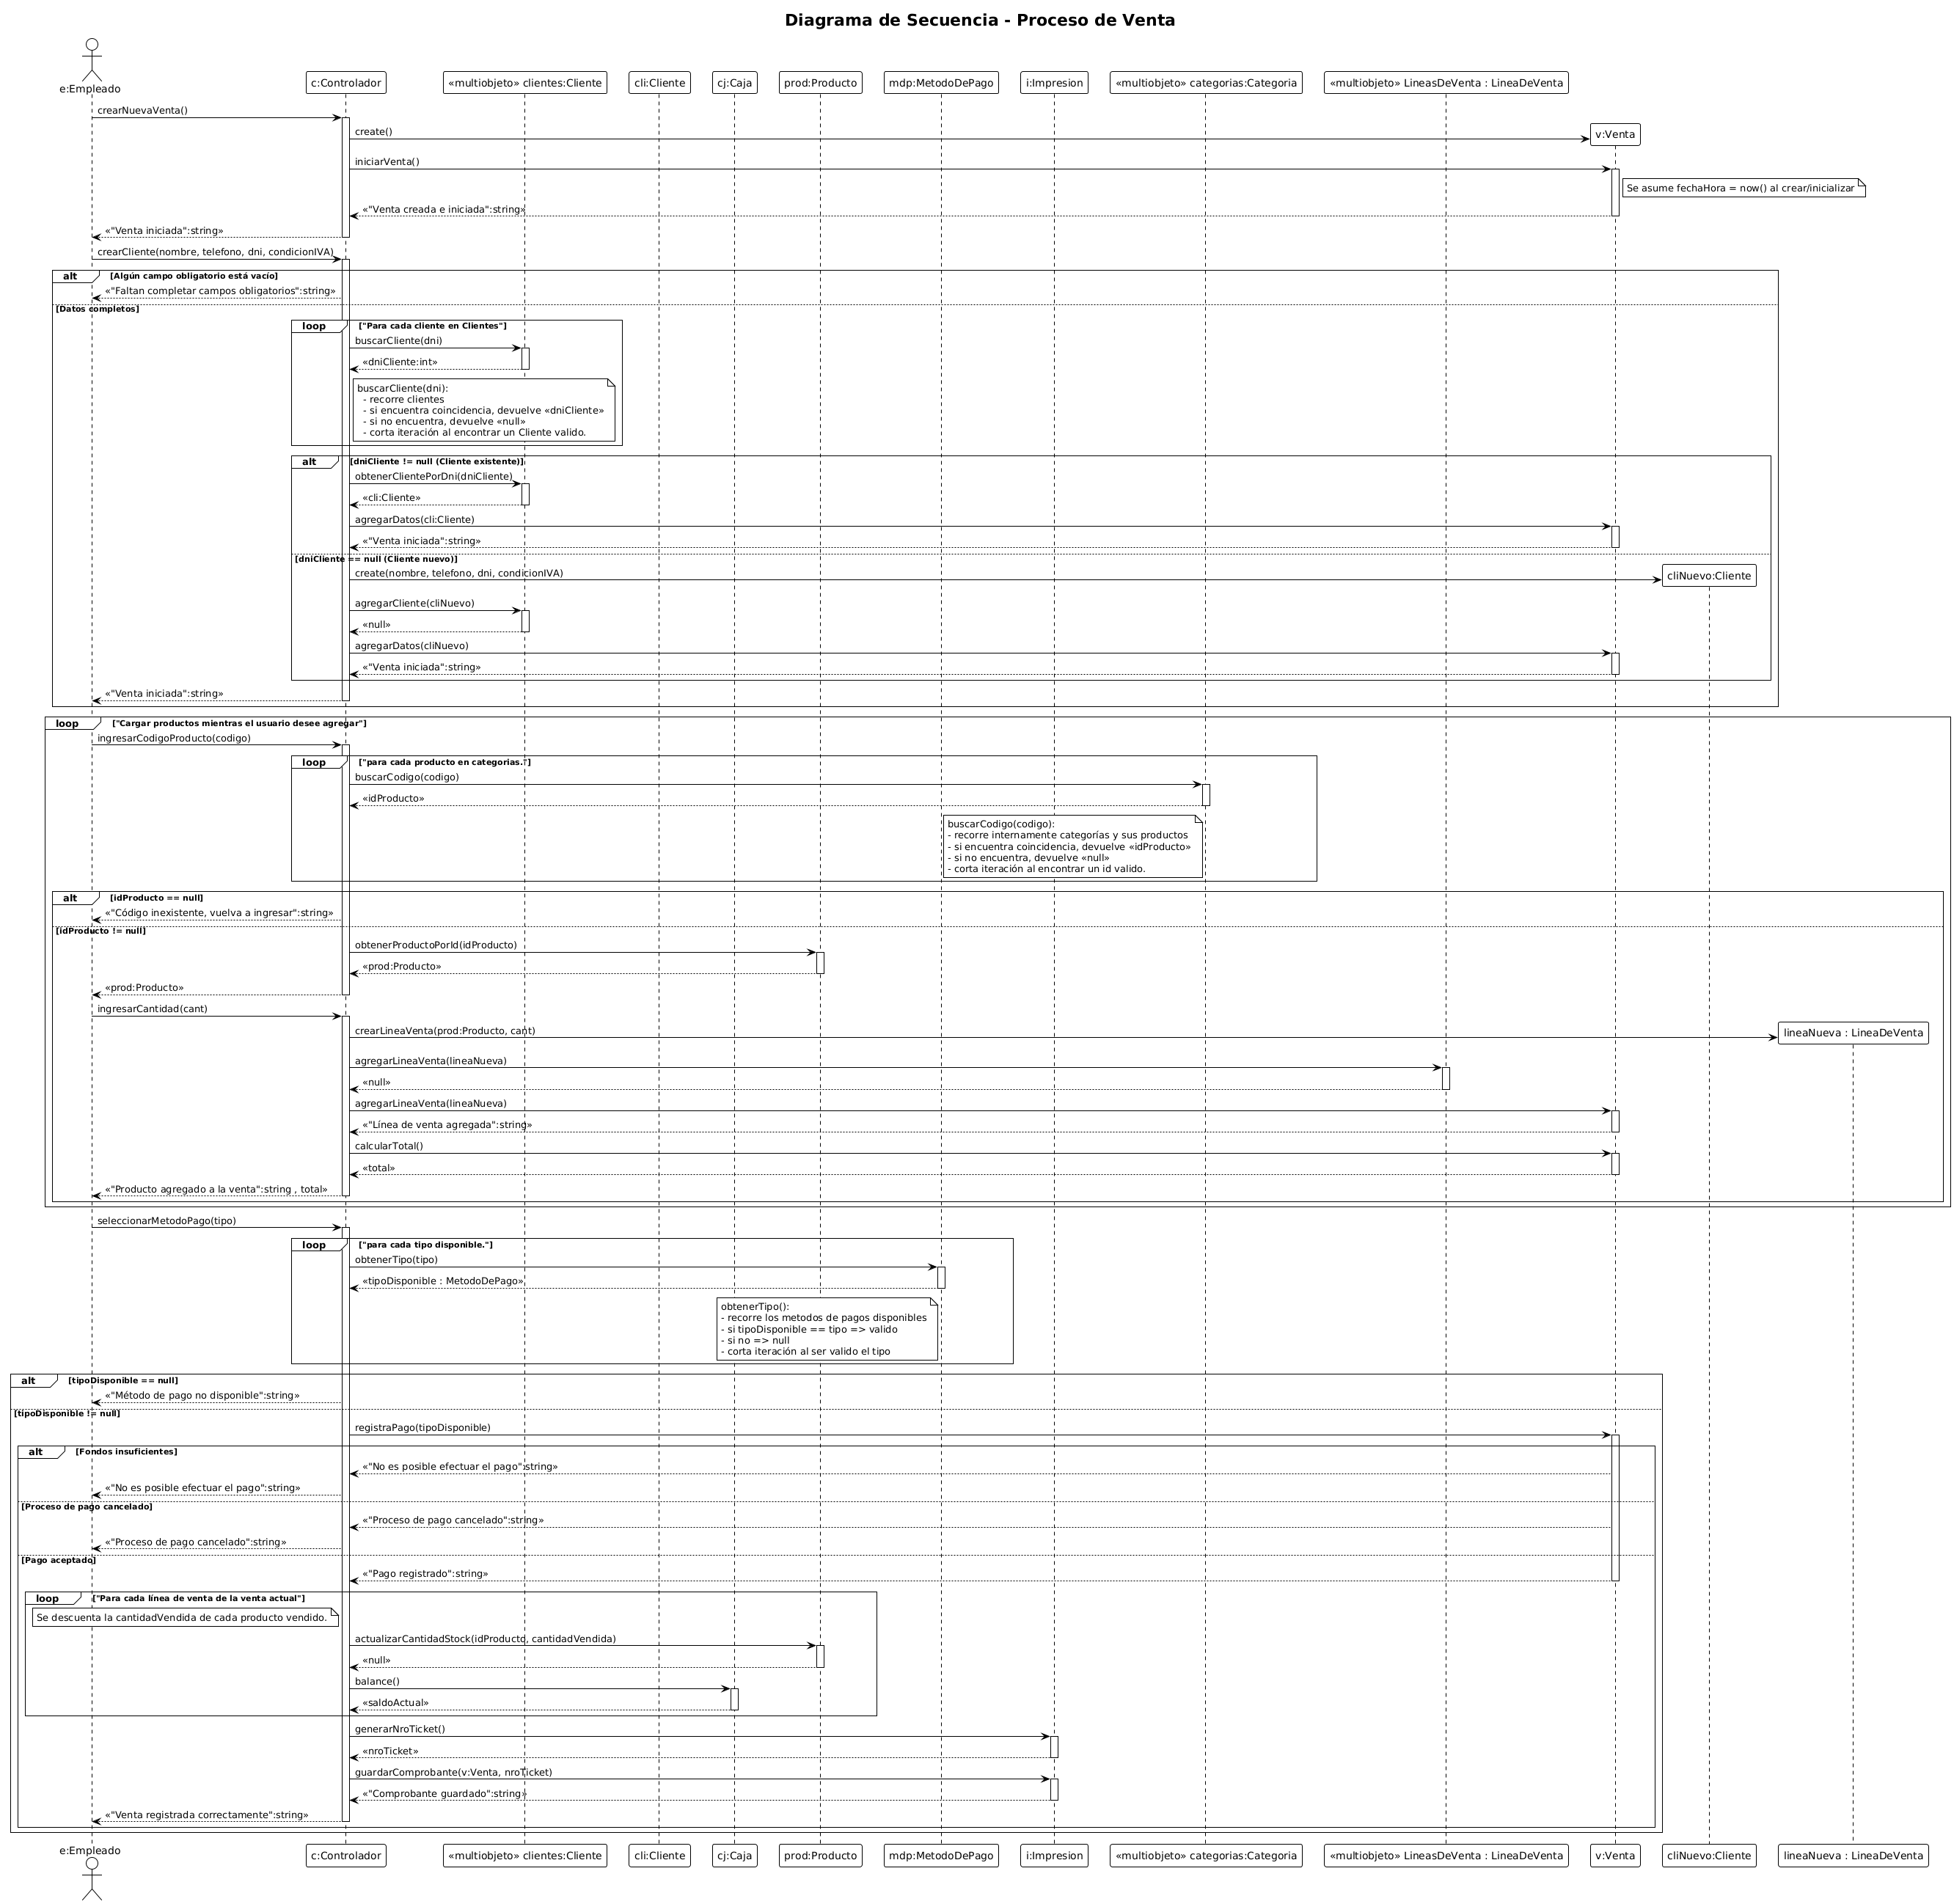 Diagrama de Secuencia - Proceso de Venta
e:Empleado
c:Controlador
«multiobjeto» clientes:Cliente
cli:Cliente
cj:Caja
prod:Producto
mdp:MetodoDePago
i:Impresion
«multiobjeto» categorias:Categoria
«multiobjeto» LineasDeVenta : LineaDeVenta
crearNuevaVenta()
create()
v:Venta
iniciarVenta()
Se asume fechaHora = now() al crear/inicializar
«"Venta creada e iniciada":string»
«"Venta iniciada":string»
crearCliente(nombre, telefono, dni, condicionIVA)
alt [Algún campo obligatorio está vacío]
«"Faltan completar campos obligatorios":string»
[Datos completos]
loop ["Para cada cliente en Clientes"]
buscarCliente(dni)
«dniCliente:int»
buscarCliente(dni):
- recorre clientes
- si encuentra coincidencia, devuelve «dniCliente»
- si no encuentra, devuelve «null»
- corta iteración al encontrar un Cliente valido.
alt [dniCliente != null (Cliente existente)]
obtenerClientePorDni(dniCliente)
«cli:Cliente»
agregarDatos(cli:Cliente)
«"Venta iniciada":string»
[dniCliente == null (Cliente nuevo)]
create(nombre, telefono, dni, condicionIVA)
cliNuevo:Cliente
agregarCliente(cliNuevo)
«null»
agregarDatos(cliNuevo)
«"Venta iniciada":string»
«"Venta iniciada":string»
loop ["Cargar productos mientras el usuario desee agregar"]
ingresarCodigoProducto(codigo)
loop ["para cada producto en categorias."]
buscarCodigo(codigo)
«idProducto»
buscarCodigo(codigo):
- recorre internamente categorías y sus productos
- si encuentra coincidencia, devuelve «idProducto»
- si no encuentra, devuelve «null»
- corta iteración al encontrar un id valido.
alt [idProducto == null]
«"Código inexistente, vuelva a ingresar":string»
[idProducto != null]
obtenerProductoPorId(idProducto)
«prod:Producto»
«prod:Producto»
ingresarCantidad(cant)
crearLineaVenta(prod:Producto, cant)
lineaNueva : LineaDeVenta
agregarLineaVenta(lineaNueva)
«null»
agregarLineaVenta(lineaNueva)
«"Línea de venta agregada":string»
calcularTotal()
«total»
«"Producto agregado a la venta":string , total»
seleccionarMetodoPago(tipo)
loop ["para cada tipo disponible."]
obtenerTipo(tipo)
«tipoDisponible : MetodoDePago»
obtenerTipo():
- recorre los metodos de pagos disponibles
- si tipoDisponible == tipo => valido
- si no => null
- corta iteración al ser valido el tipo
alt [tipoDisponible == null]
«"Método de pago no disponible":string»
[tipoDisponible != null]
registraPago(tipoDisponible)
alt [Fondos insuficientes]
«"No es posible efectuar el pago":string»
«"No es posible efectuar el pago":string»
[Proceso de pago cancelado]
«"Proceso de pago cancelado":string»
«"Proceso de pago cancelado":string»
[Pago aceptado]
«"Pago registrado":string»
loop ["Para cada línea de venta de la venta actual"]
Se descuenta la cantidadVendida de cada producto vendido.
actualizarCantidadStock(idProducto, cantidadVendida)
«null»
balance()
«saldoActual»
generarNroTicket()
«nroTicket»
guardarComprobante(v:Venta, nroTicket)
«"Comprobante guardado":string»
«"Venta registrada correctamente":string»
e:Empleado
c:Controlador
«multiobjeto» clientes:Cliente
cli:Cliente
cj:Caja
prod:Producto
mdp:MetodoDePago
i:Impresion
«multiobjeto» categorias:Categoria
«multiobjeto» LineasDeVenta : LineaDeVenta
v:Venta
cliNuevo:Cliente
lineaNueva : LineaDeVenta